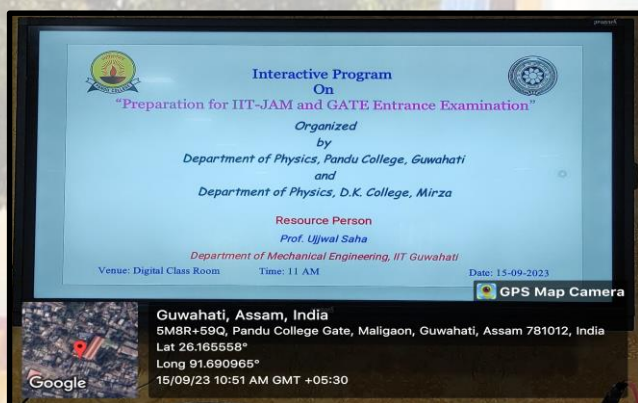 Interactive Program
On
"Preparation for IIT-JAM and GATE Entrance Examination"
Organized
by
Department of Physics, Pandu College, Guwahati
and
Department of Physics, D.K. College, Mirza
Resource Person
Prof. Ujjwal Saha
Department of Mechanical Engineering, IIT Guwahati
Venue: Digital Class Room Time: 11 AM Date: 15-09-2023
GPS Map Camera
Guwahati, Assam, India
5M8R+59Q, Pandu College Gate, Maligaon, Guwahati, Assam 781012, India
Lat 26.165558°
Long 91.690965°
15/09/23 10:51 AM GMT +05:30
Google